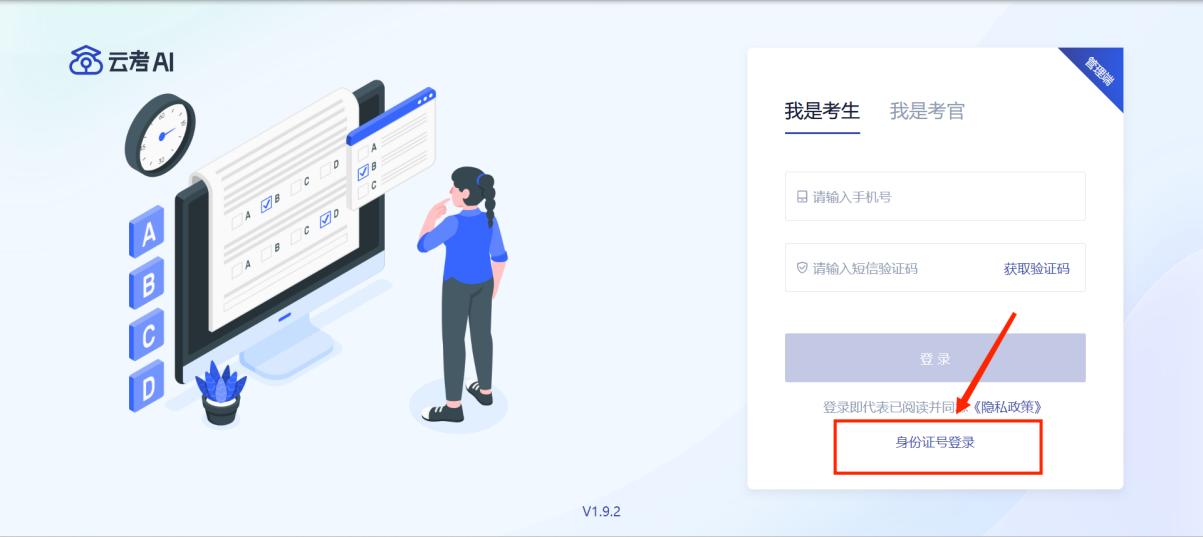 云考AI
管理端
我是考生 我是考官
请输入手机号
请输入短信验证码 获取验证码
登录
登录即代表已阅读并同 《隐私政策》
身份证号登录
A
B
C
D
A B C D
A B C D
A
B
C
60
15
30
V1.9.2